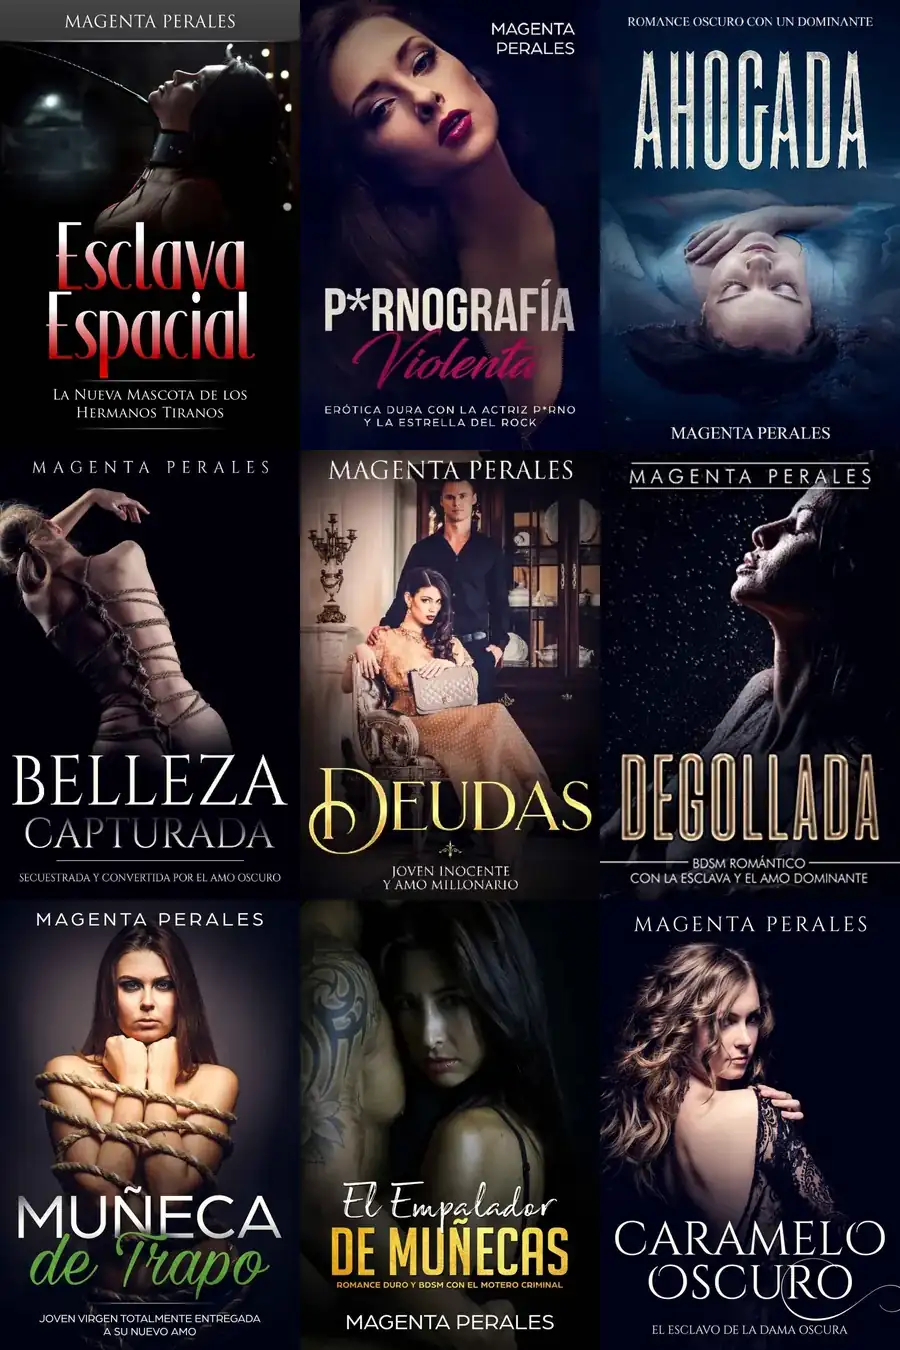 MAGENTA PERALES
Esclava
Espacial
LA NUEVA MASCOTA DE LOS
HERMANOS TIRANOS
MAGENTA
PERALES
P*RNOGRAFÍA
Violenta
ERÓTICA DURA CON LA ACTRIZ P*RNO
Y LA ESTRELLA DEL ROCK
ROMANCE OSCURO CON UN DOMINANTE
AHOGADA
MAGENTA PERALES
MAGENTA PERALES
BELLEZA
CAPTURADA
SECUESTRADA Y CONVERTIDA POR EL AMO OSCURO
MAGENTA PERALES
DEUDAS
JOVEN INOCENTE
Y AMO MILLONARIO
MAGENTA PERALES
DEGOLLADA
BDSM ROMÁNTICO
CON LA ESCLAVA Y EL AMO DOMINANTE
MAGENTA PERALES
MUÑECA
de Trapo
JOVEN VIRGEN TOTALMENTE ENTREGADA
A SU NUEVO AMO
El Empalador
DE MUÑECAS
ROMANCE DURO Y BDSM CON EL MOTERO CRIMINAL
MAGENTA PERALES
MAGENTA PERALES
CARAMELO
OSCURO
EL ESCLAVO DE LA DAMA OSCURA